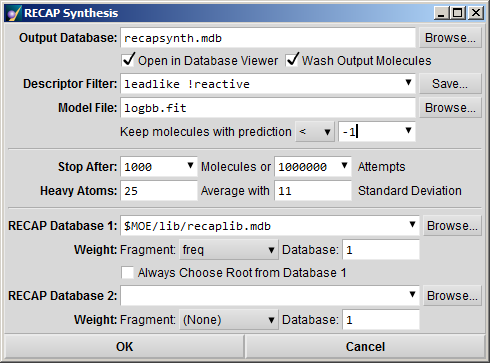 RECAP Synthesis
Output Database: recapsynth.mdb Browse...
Open in Database Viewer Wash Output Molecules
Descriptor Filter: leadlike !reactive Save...
Model File: logbb.fit Browse...
Keep molecules with prediction < -1
Stop After: 1000 Molecules or 1000000 Attempts
Heavy Atoms: 25 Average with 11 Standard Deviation
RECAP Database 1: $MOE/lib/recaplib.mdb Browse...
Weight: Fragment: freq Database: 1
Always Choose Root from Database 1
RECAP Database 2: Browse...
Weight: Fragment: (None) Database: 1
OK Cancel